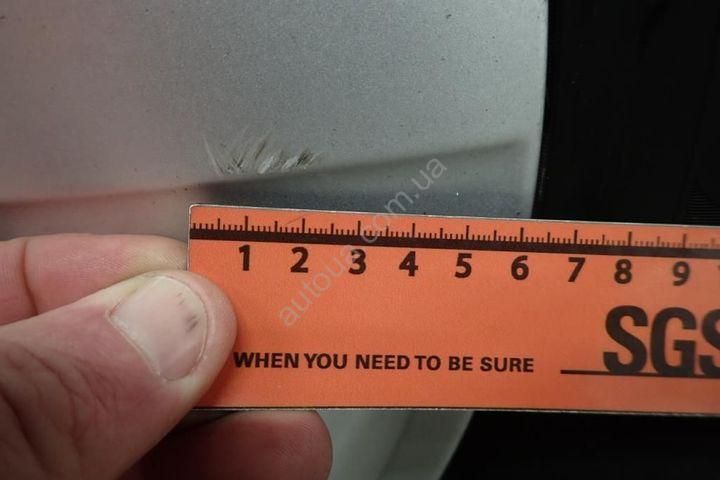 autoua.com.ua
1 2 3 4 5 6 7 8 9
WHEN YOU NEED TO BE SURE
SGS